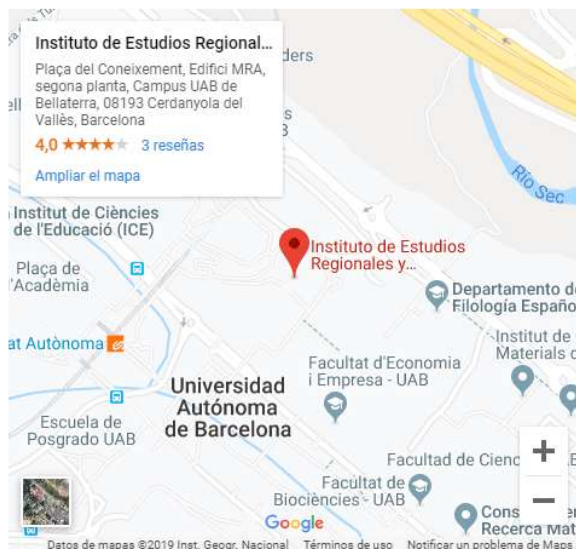 Instituto de Estudios Regional...
Plaça del Coneixement, Edifici MRA,
segona planta, Campus UAB de
Bellaterra, 08193 Cerdanyola del
Vallès, Barcelona
4,0 ★★★★★ 3 reseñas
Ampliar el mapa
Río Sec
Institut de Ciències
de l'Educació (ICE)
Instituto de Estudios
Regionales y...
Plaça de
l'Acadèmia
Departamento de
Filología Españo
at Autònoma
Institut de
Materials d
Facultat d'Economia
i Empresa - UAB
Universidad
Autónoma
de Barcelona
Escuela de
Posgrado UAB
Facultad de Cienc
UAB
Facultat de
Biociències - UAB
+
−
Google
Recerca Mat
Datos de mapas ©2019 Inst. Geogr. Nacional Términos de uso Notificar un problema de Maps